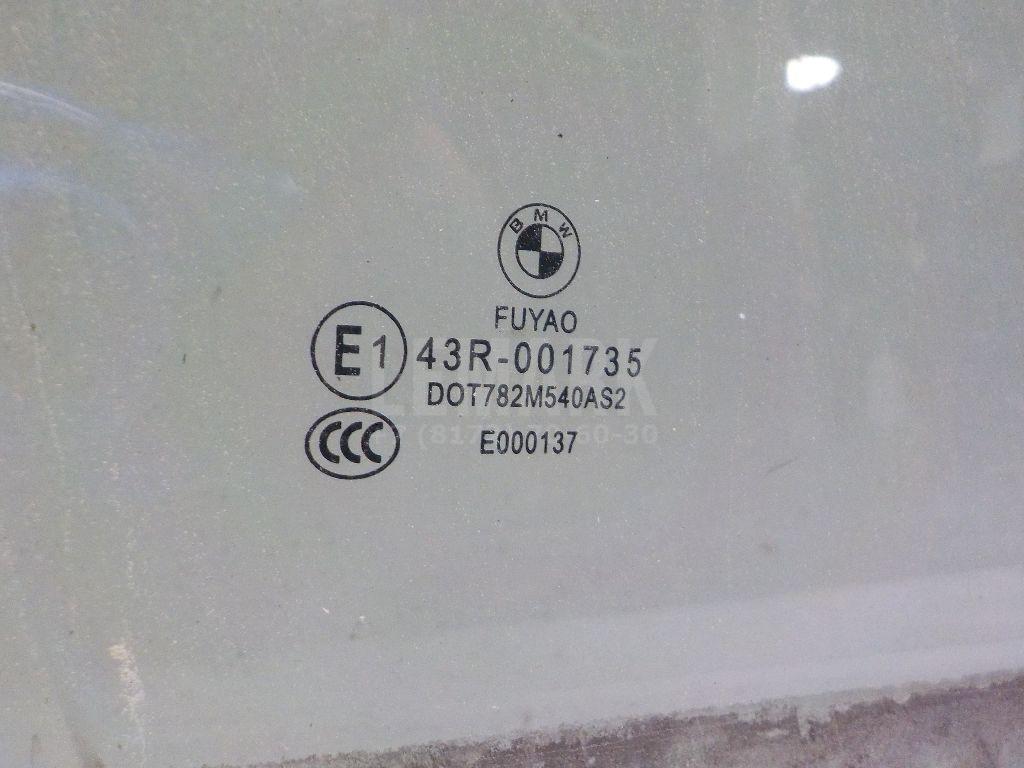 BMW
FUYAO
E1 43R-001735
DOT782M540AS2
CCC E000137